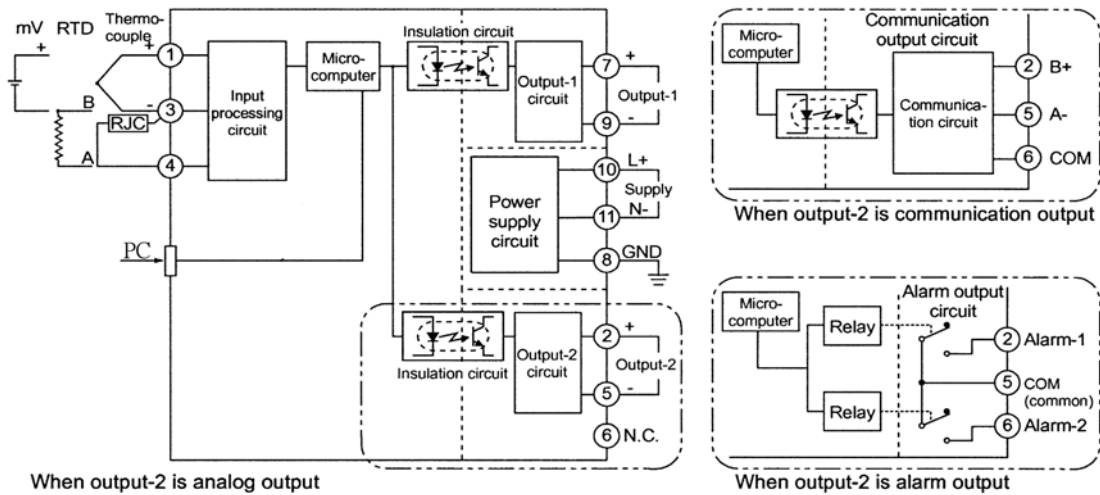 mV
RTD
Thermo-
couple
+
+
1
B
-
3
RJC
A
4
Input
processing
circuit
Micro-
computer
PC
Insulation circuit
Output-1
circuit
7
+
Output-1
9
-
10
L+
Supply
11
N-
Power
supply
circuit
8
GND
Insulation circuit
Output-2
circuit
2
+
Output-2
5
-
6
N.C.
When output-2 is analog output
Communication
output circuit
Micro-
computer
Communica-
tion circuit
2
B+
5
A-
6
COM
When output-2 is communication output
Micro-
computer
Relay
Relay
Alarm output
circuit
2
Alarm-1
5
COM
(common)
6
Alarm-2
When output-2 is alarm output